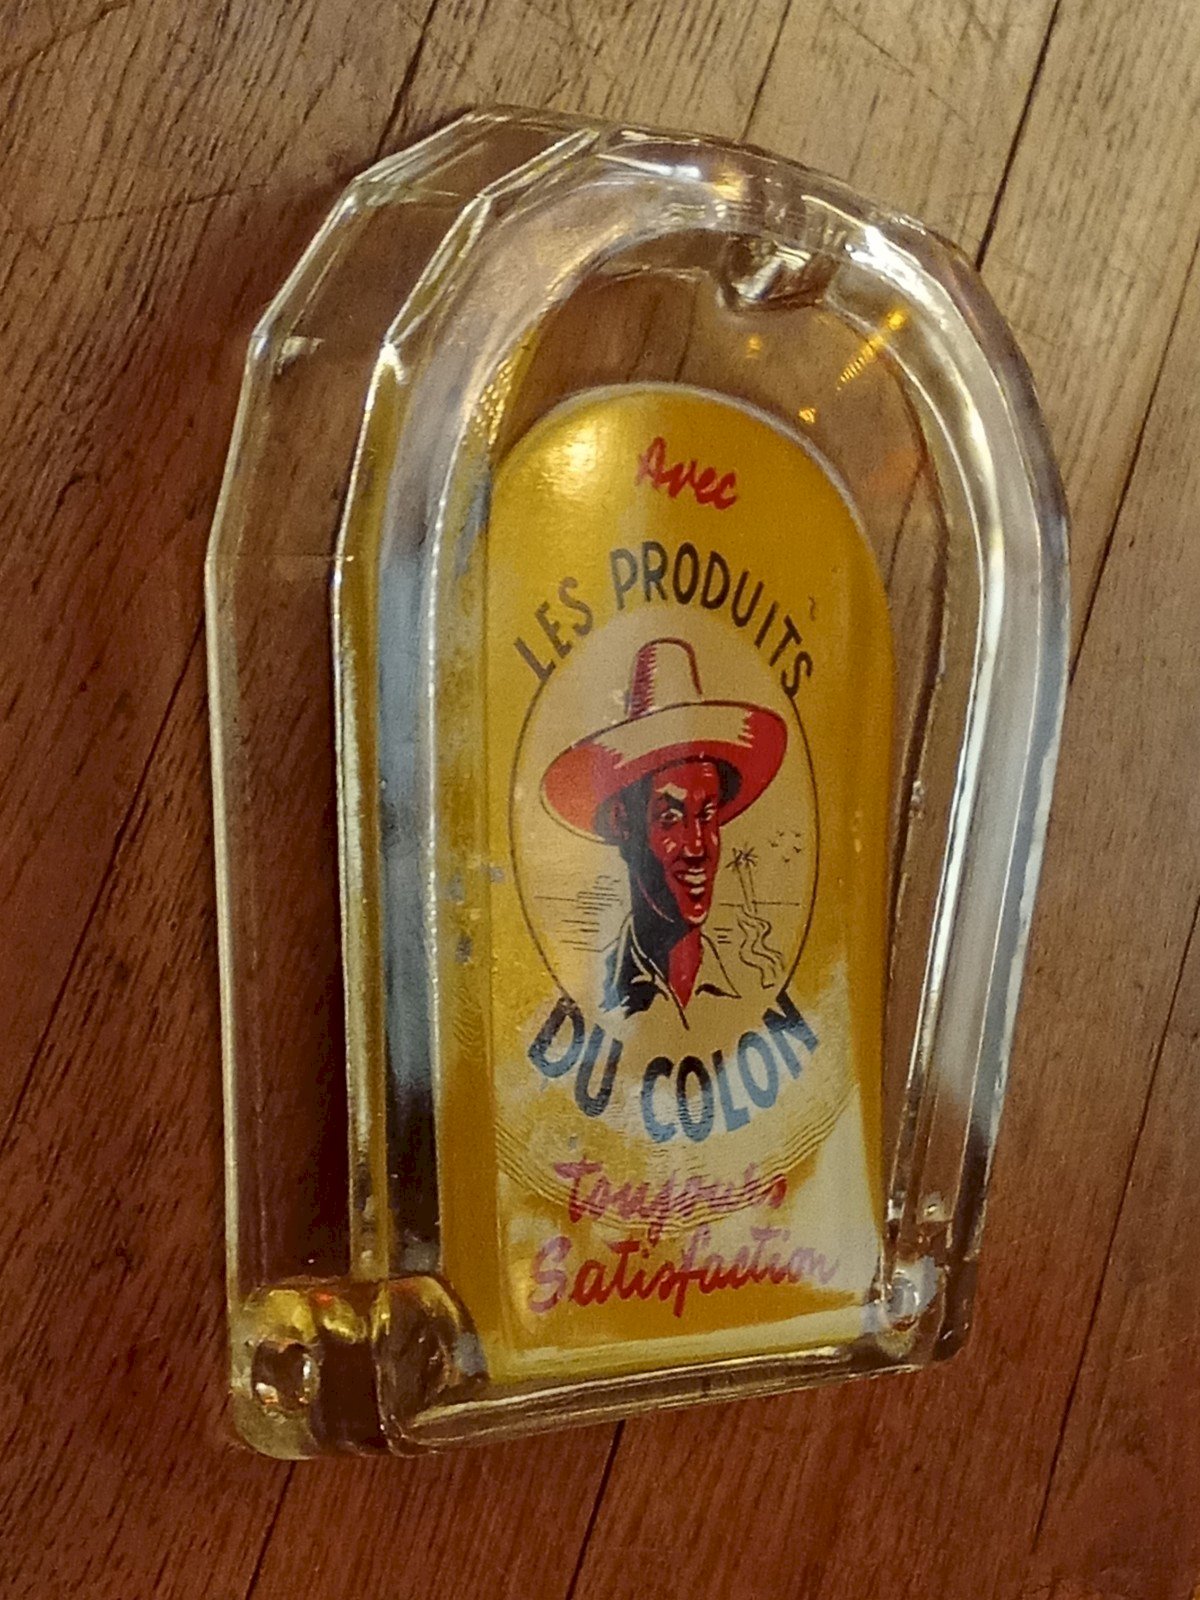 Avec
LES PRODUITS
DU COLON
Toujours
Satisfaction